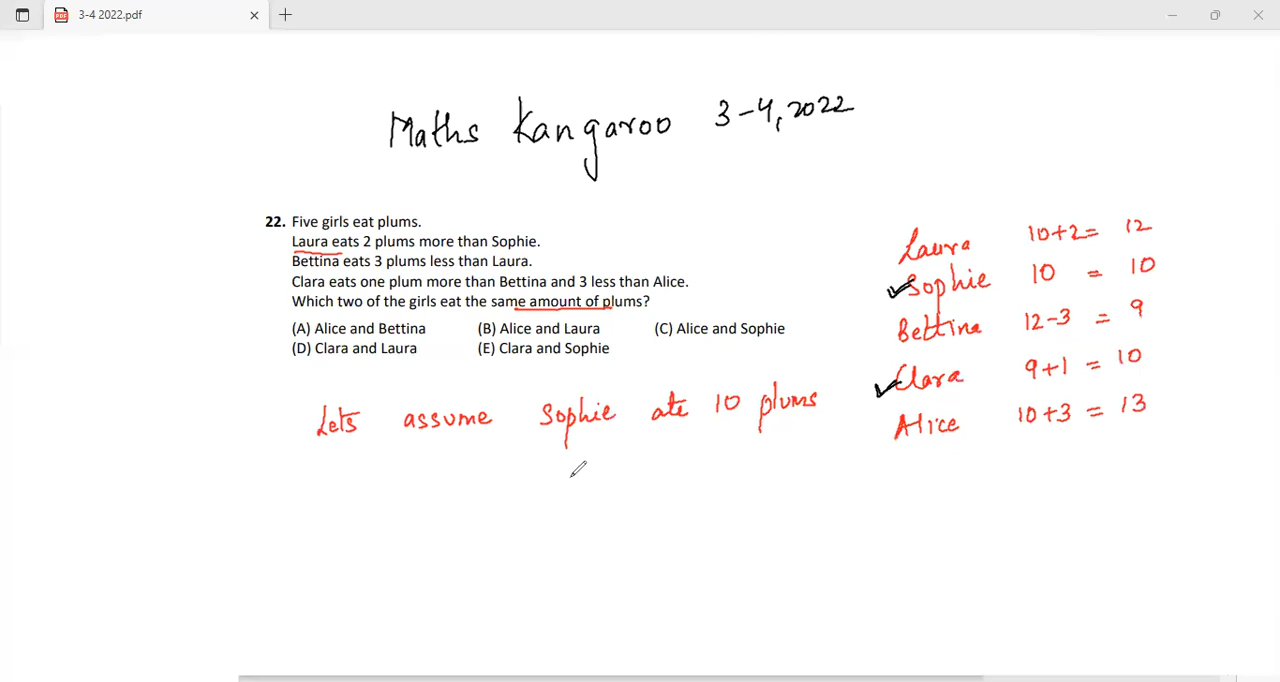 3-4 2022.pdf
Maths Kangaroo 3-4, 2022
22. Five girls eat plums.
Laura eats 2 plums more than Sophie.
Bettina eats 3 plums less than Laura.
Clara eats one plum more than Bettina and 3 less than Alice.
Which two of the girls eat the same amount of plums?
(A) Alice and Bettina (B) Alice and Laura (C) Alice and Sophie
(D) Clara and Laura (E) Clara and Sophie
Lets assume Sophie ate 10 plums
Laura 10+2= 12
Sophie 10 = 10
Bettina 12-3 = 9
Clara 9+1 = 10
Alice 10+3 = 13